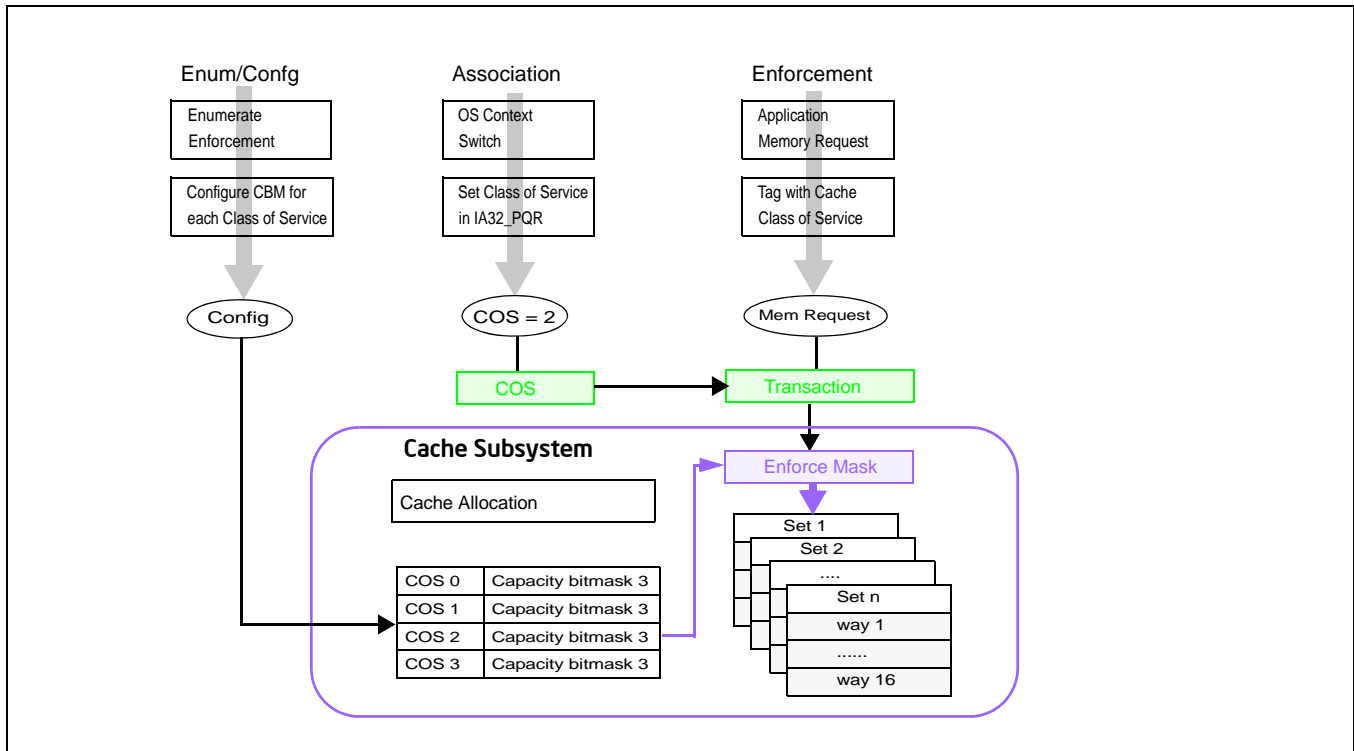 Enum/Confg
Association
Enforcement
Enumerate
Enforcement
OS Context
Switch
Application
Memory Request
Configure CBM for
each Class of Service
Set Class of Service
in IA32_PQR
Tag with Cache
Class of Service
Config
COS = 2
Mem Request
COS
Transaction
Cache Subsystem
Enforce Mask
Cache Allocation
Set 1
Set 2
....
Set n
way 1
......
way 16
COS 0 Capacity bitmask 3
COS 1 Capacity bitmask 3
COS 2 Capacity bitmask 3
COS 3 Capacity bitmask 3